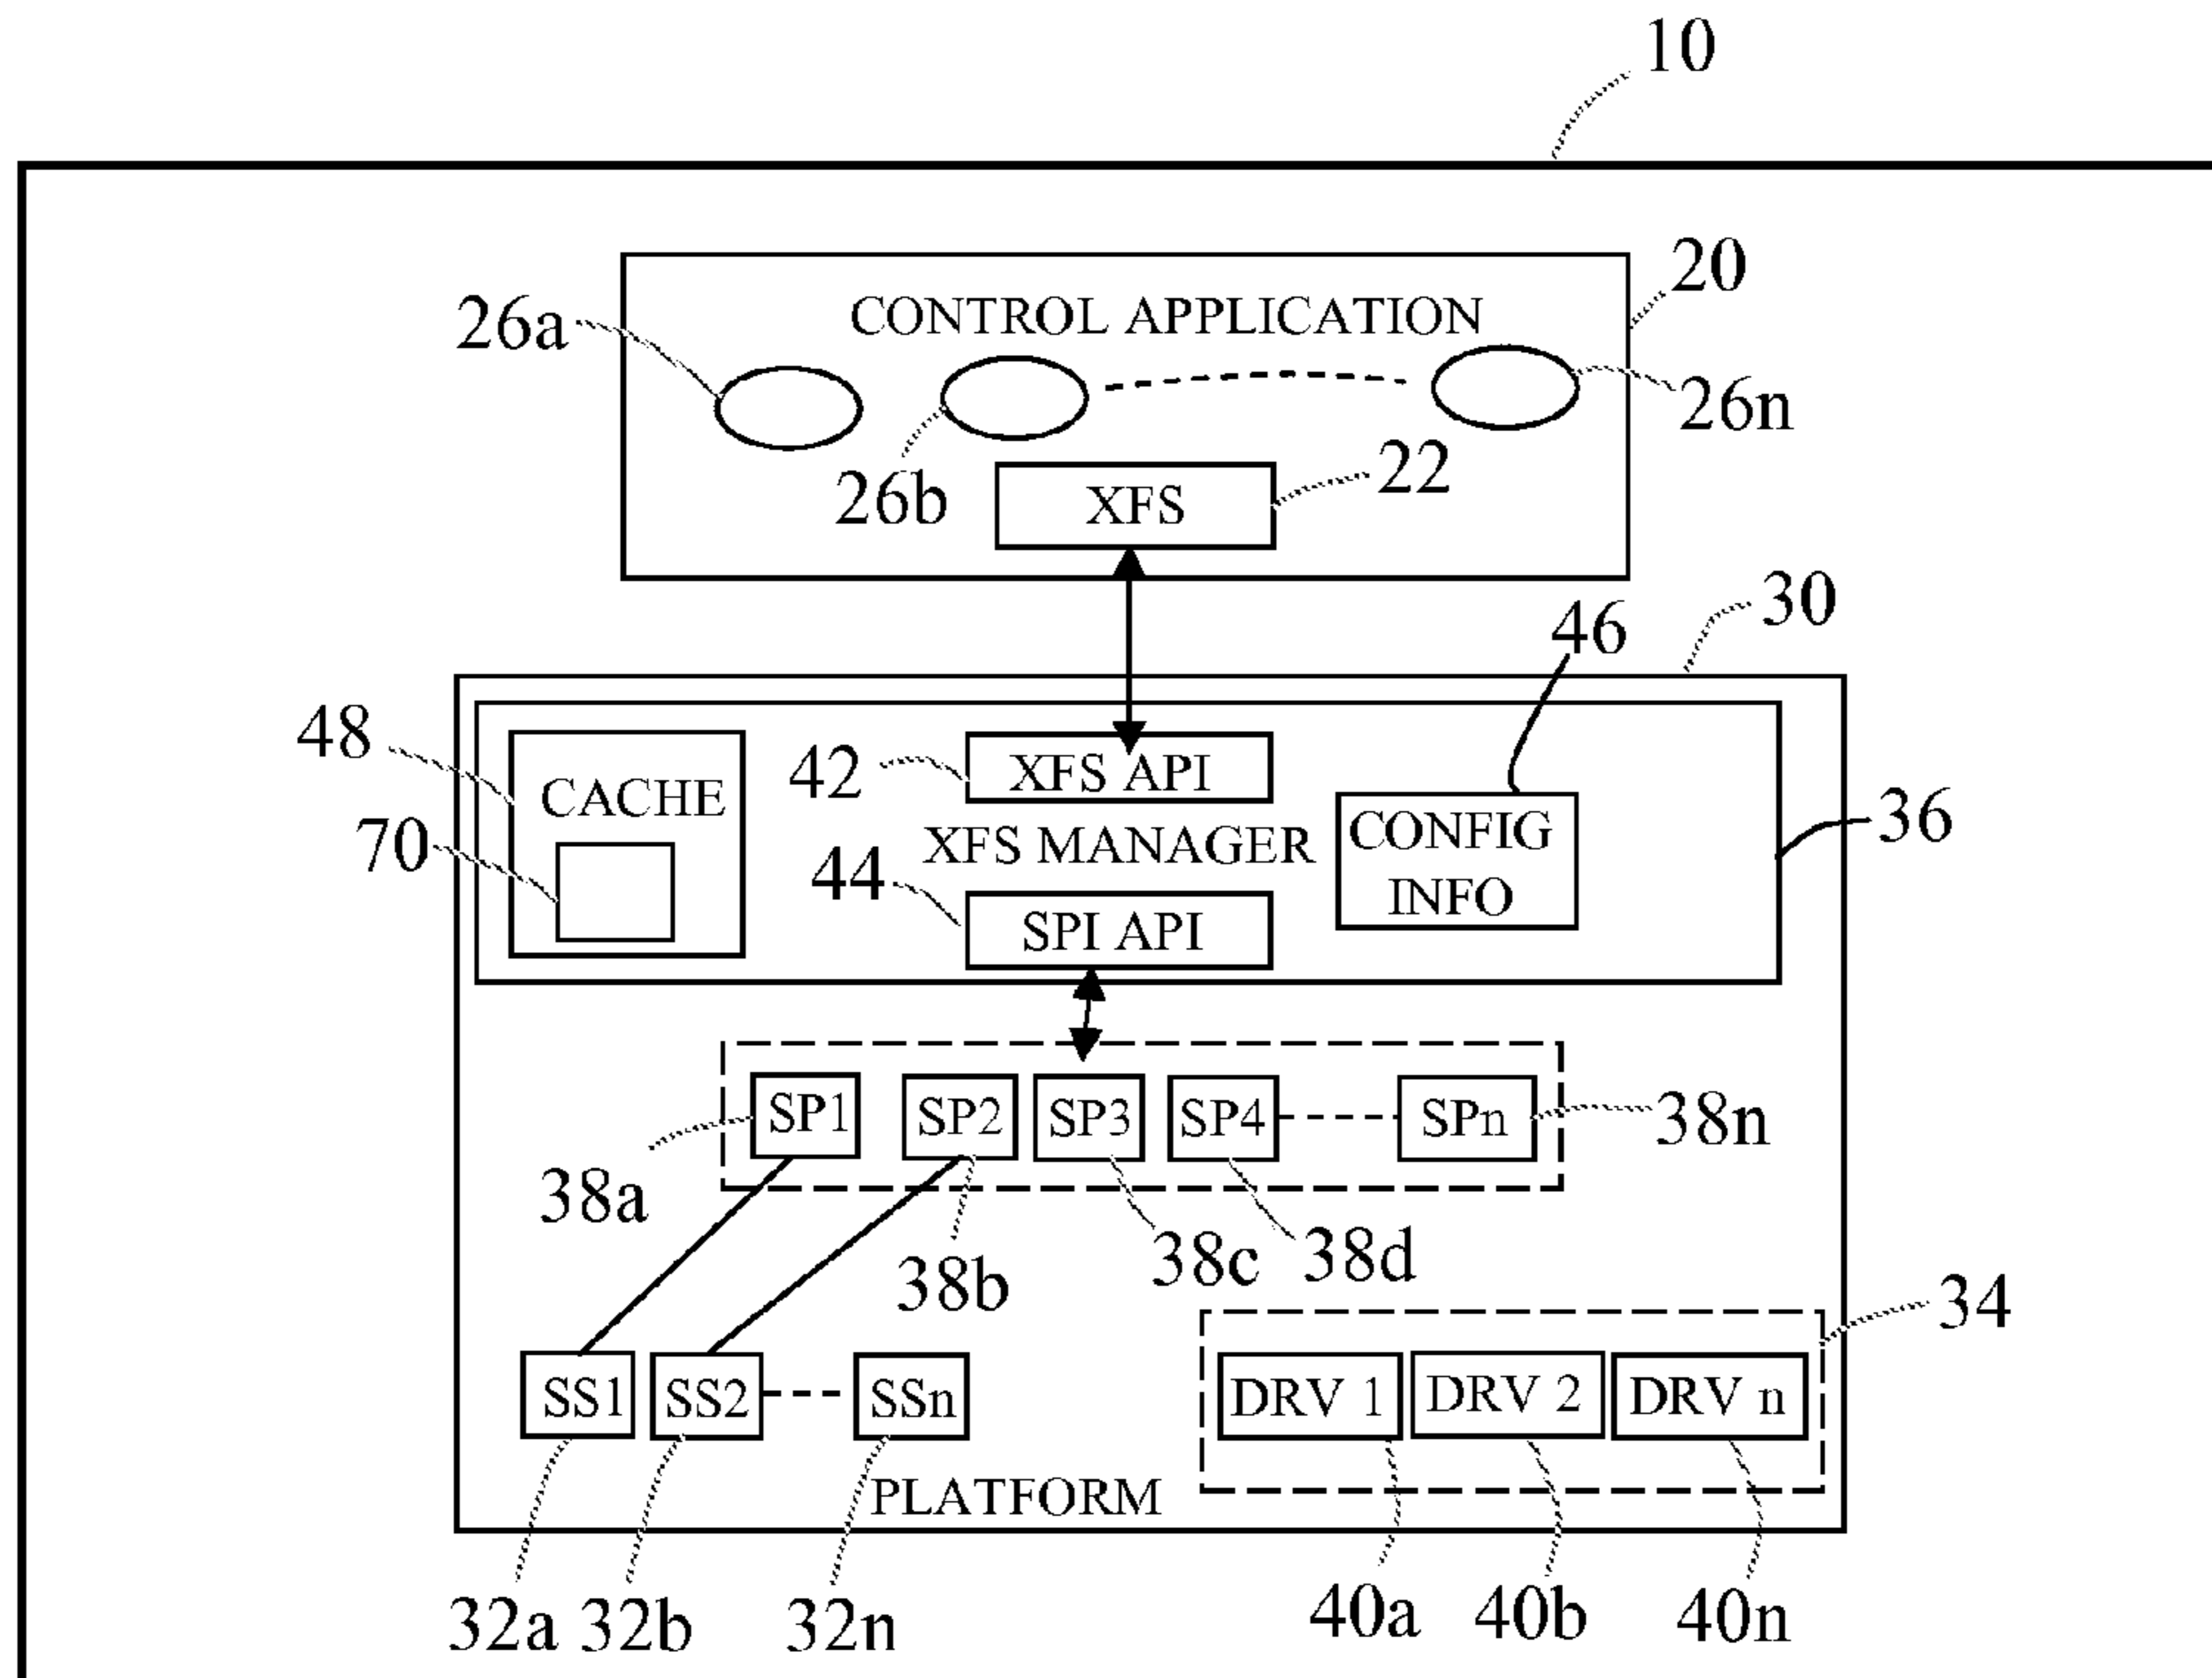 10
20
CONTROL APPLICATION
26a
26n
26b
XFS
22
30
46
48
42
XFS API
CACHE
CONFIG
INFO
36
70
XFS MANAGER
44
SPI API
SP1
SP2
SP3
SP4
SPn
38n
38a
38b
38c
38d
34
SS1
SS2
SSn
DRV 1
DRV 2
DRV n
PLATFORM
32a
32b
32n
40a
40b
40n